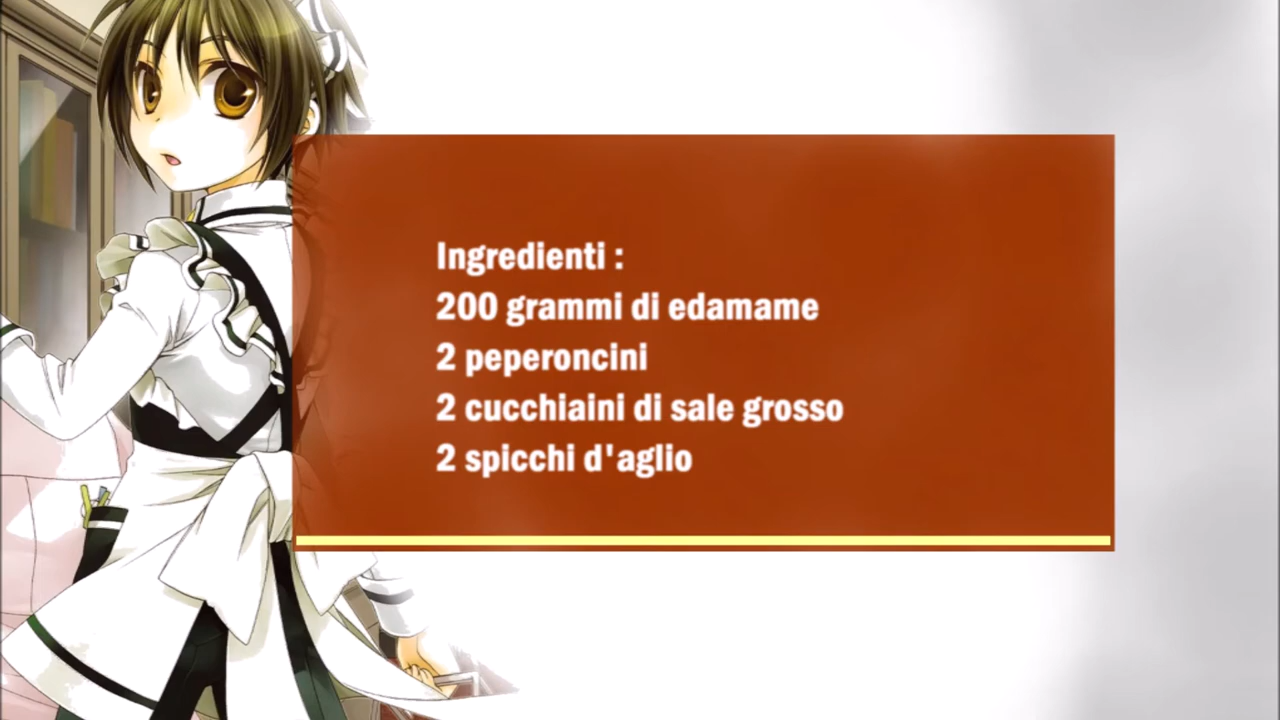 Ingredienti :
200 grammi di edamame
2 peperoncini
2 cucchiaini di sale grosso
2 spicchi d'aglio